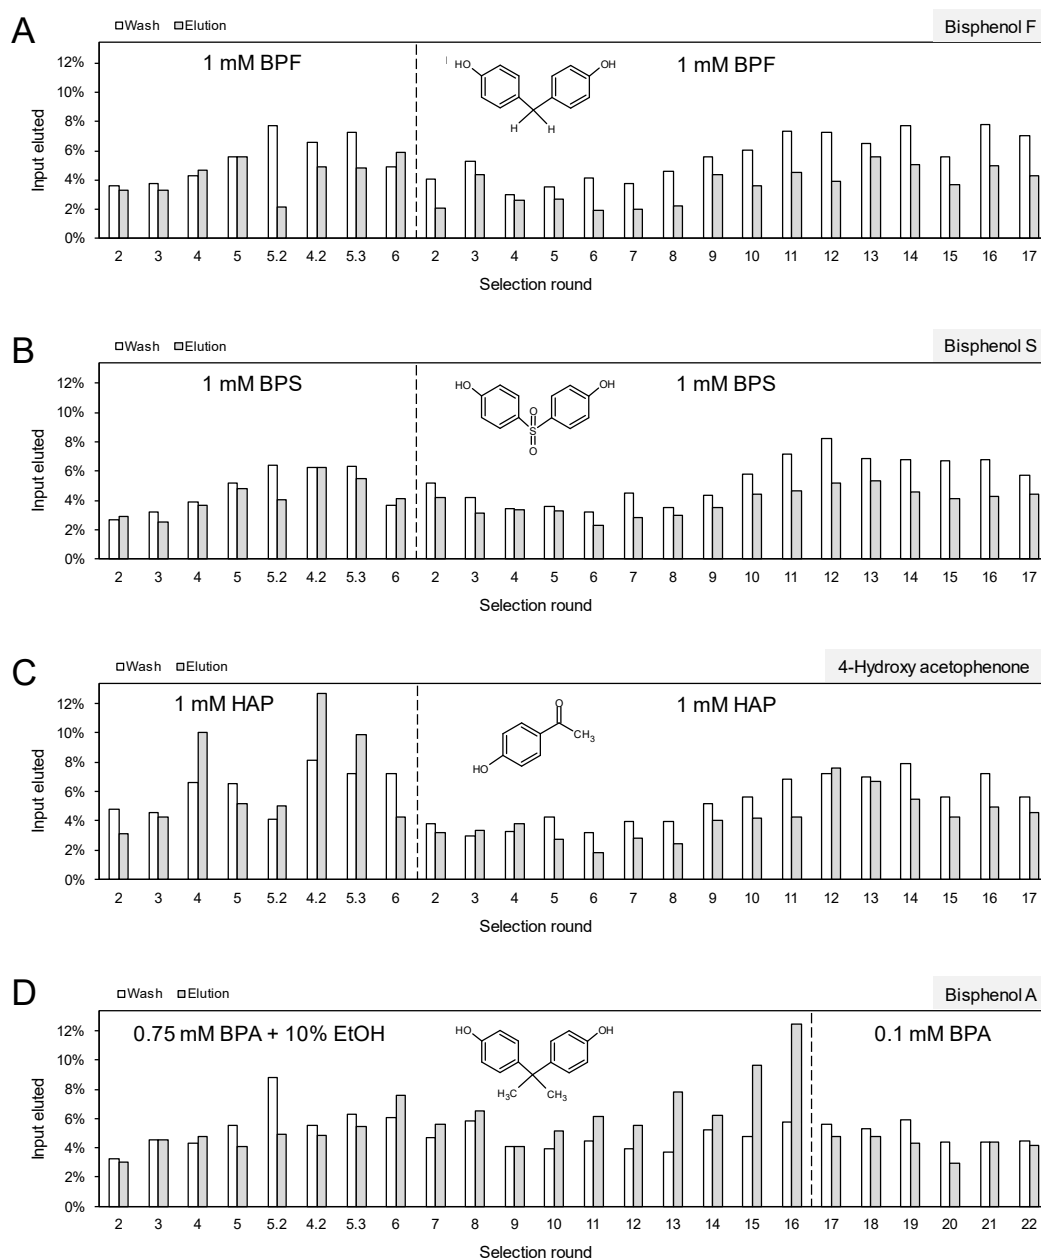 A
Wash Elution
Bisphenol F
1 mM BPF
1 mM BPF
HO
OH
H H
Input eluted
12%
10%
8%
6%
4%
2%
0%
2 3 4 5 5.2 4.2 5.3 6 2 3 4 5 6 7 8 9 10 11 12 13 14 15 16 17
Selection round
B
Wash Elution
Bisphenol S
1 mM BPS
1 mM BPS
HO
OH
O
S
O
Input eluted
12%
10%
8%
6%
4%
2%
0%
2 3 4 5 5.2 4.2 5.3 6 2 3 4 5 6 7 8 9 10 11 12 13 14 15 16 17
Selection round
C
Wash Elution
4-Hydroxy acetophenone
1 mM HAP
1 mM HAP
O
CH3
HO
Input eluted
12%
10%
8%
6%
4%
2%
0%
2 3 4 5 5.2 4.2 5.3 6 2 3 4 5 6 7 8 9 10 11 12 13 14 15 16 17
Selection round
D
Wash Elution
Bisphenol A
0.75 mM BPA + 10% EtOH
0.1 mM BPA
HO
OH
H3C CH3
Input eluted
12%
10%
8%
6%
4%
2%
0%
2 3 4 5 5.2 4.2 5.3 6 7 8 9 10 11 12 13 14 15 16 17 18 19 20 21 22
Selection round